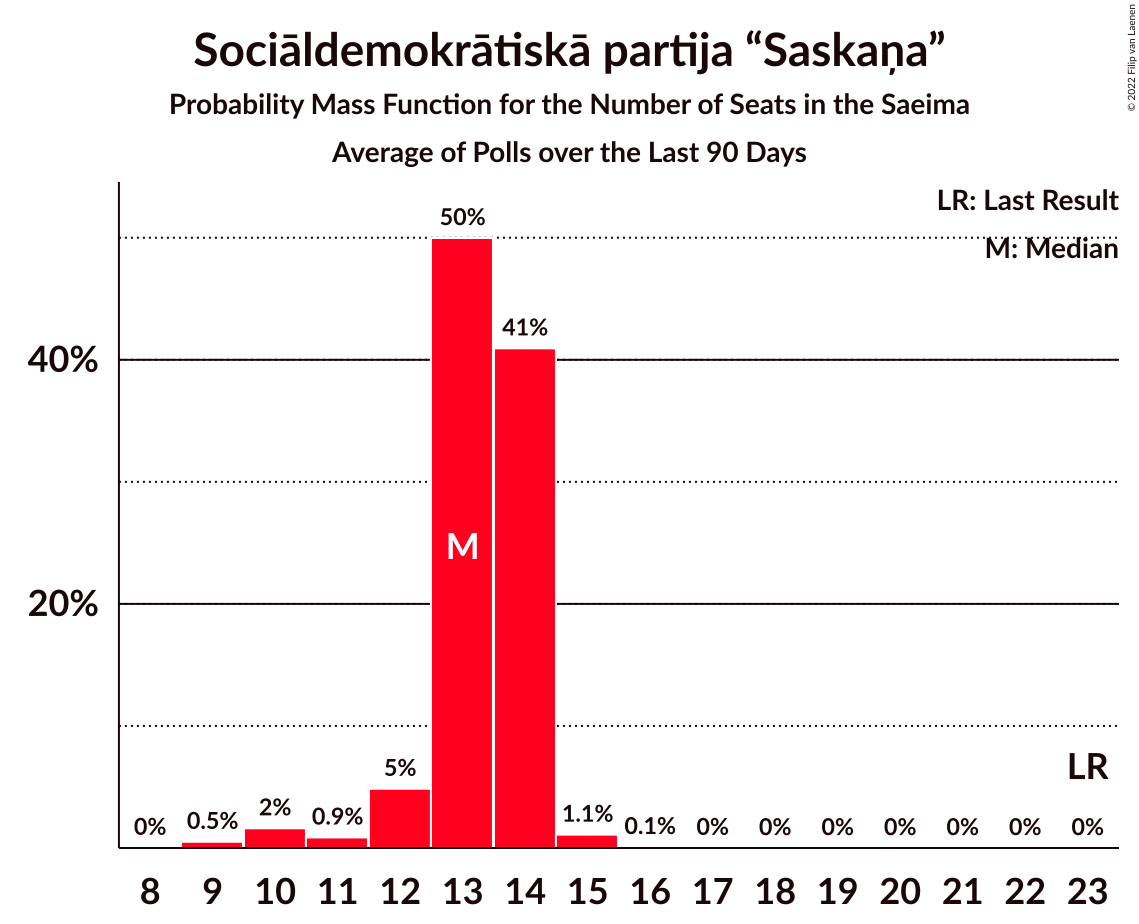 Sociāldemokrātiskā partija “Saskaņa”
Probability Mass Function for the Number of Seats in the Saeima
Average of Polls over the Last 90 Days
© 2022 Filip van Laenen
LR: Last Result
M: Median
50%
41%
40%
M
20%
LR
5%
0%
0.5%
2%
0.9%
1.1%
0.1%
0%
0%
0%
0%
0%
0%
0%
8 9 10 11 12 13 14 15 16 17 18 19 20 21 22 23